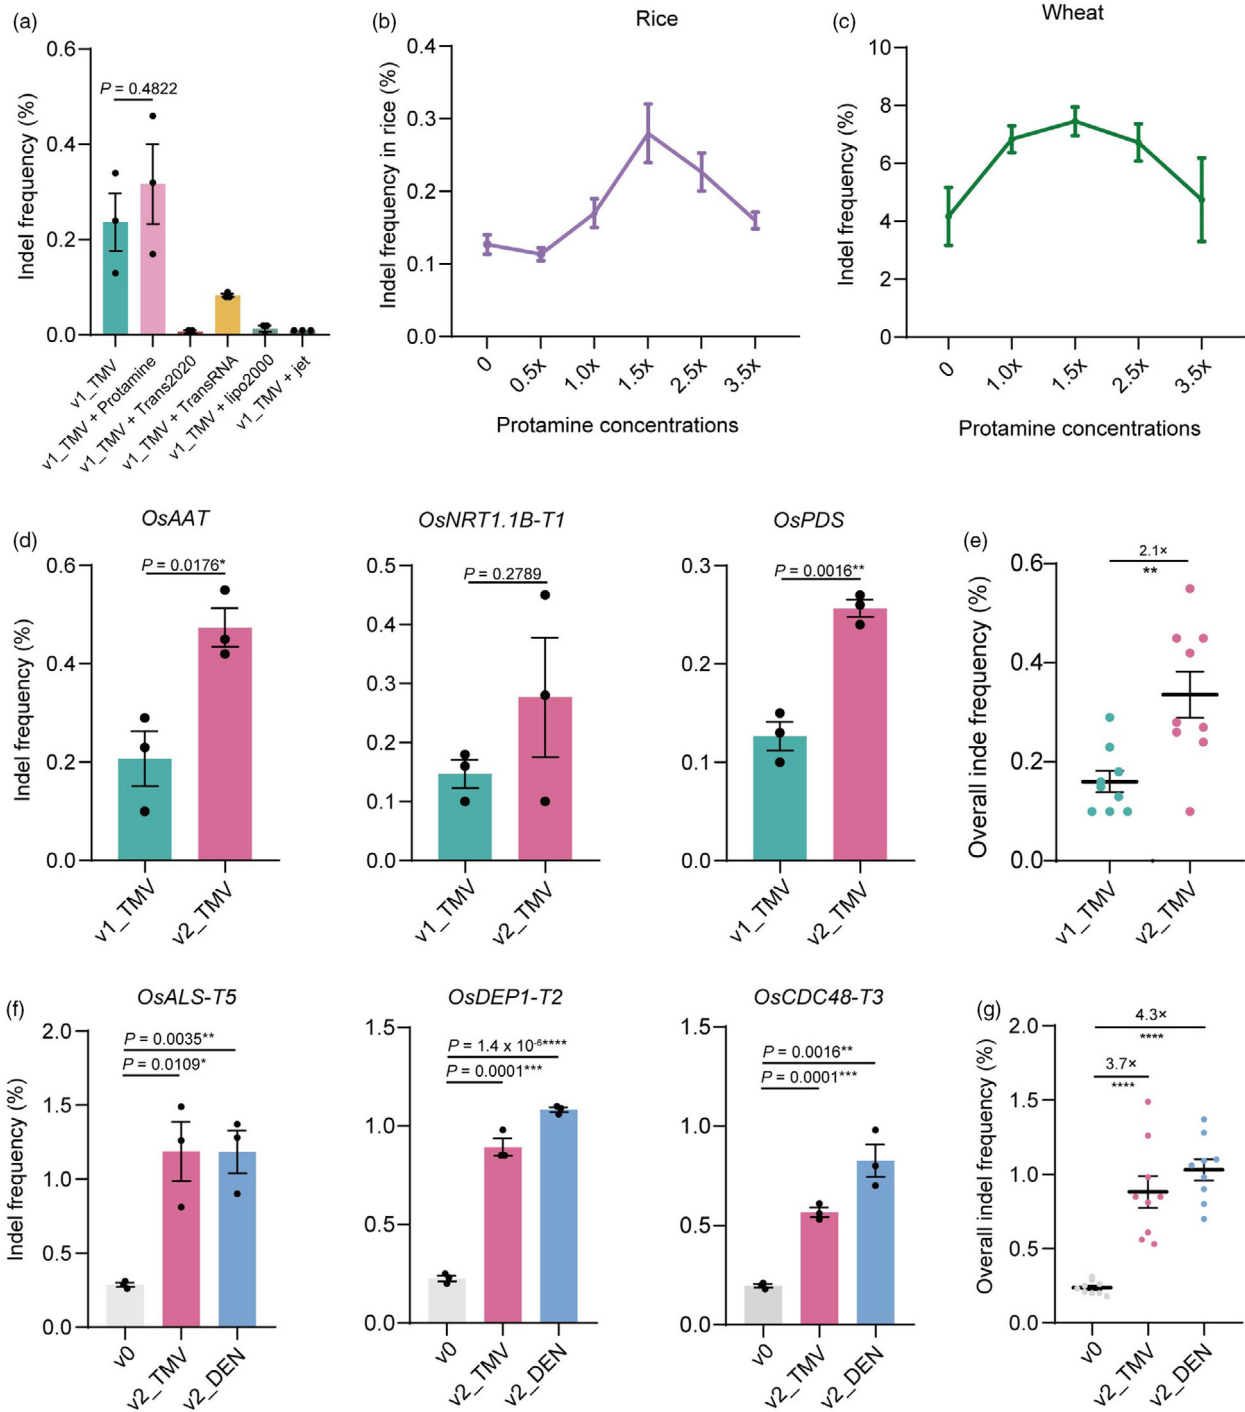 (a)
0.6
0.4
0.2
0.0
Indel frequency (%)
P = 0.4822
v1_TMV
v1_TMV + Protamine
v1_TMV + Trans2020
v1_TMV + TransRNA
v1_TMV + lipo2000
v1_TMV + jet
(b)
Rice
0.4
0.3
0.2
0.1
0.0
Indel frequency in rice (%)
0
0.5x
1.0x
1.5x
2.5x
3.5x
Protamine concentrations
(c)
Wheat
10
8
6
4
2
0
Indel frequency (%)
0
1.0x
1.5x
2.5x
3.5x
Protamine concentrations
(d)
OsAAT
P = 0.0176*
0.6
0.4
0.2
0.0
Indel frequency (%)
v1_TMV
v2_TMV
OsNRT1.1B-T1
P = 0.2789
0.5
0.4
0.3
0.2
0.1
0.0
v1_TMV
v2_TMV
OsPDS
P = 0.0016**
0.3
0.2
0.1
0.0
v1_TMV
v2_TMV
(e)
2.1×
**
0.6
0.4
0.2
0.0
Overall inde frequency (%)
v1_TMV
v2_TMV
(f)
OsALS-T5
P = 0.0035**
P = 0.0109*
2.0
1.5
1.0
0.5
0.0
Indel frequency (%)
v0
v2_TMV
v2_DEN
OsDEP1-T2
P = 1.4 x 10-6****
P = 0.0001***
1.5
1.0
0.5
0.0
v0
v2_TMV
v2_DEN
OsCDC48-T3
P = 0.0016**
P = 0.0001***
1.5
1.0
0.5
0.0
v0
v2_TMV
v2_DEN
(g)
4.3×
****
3.7×
****
2.0
1.5
1.0
0.5
0.0
Overall indel frequency (%)
v0
v2_TMV
v2_DEN